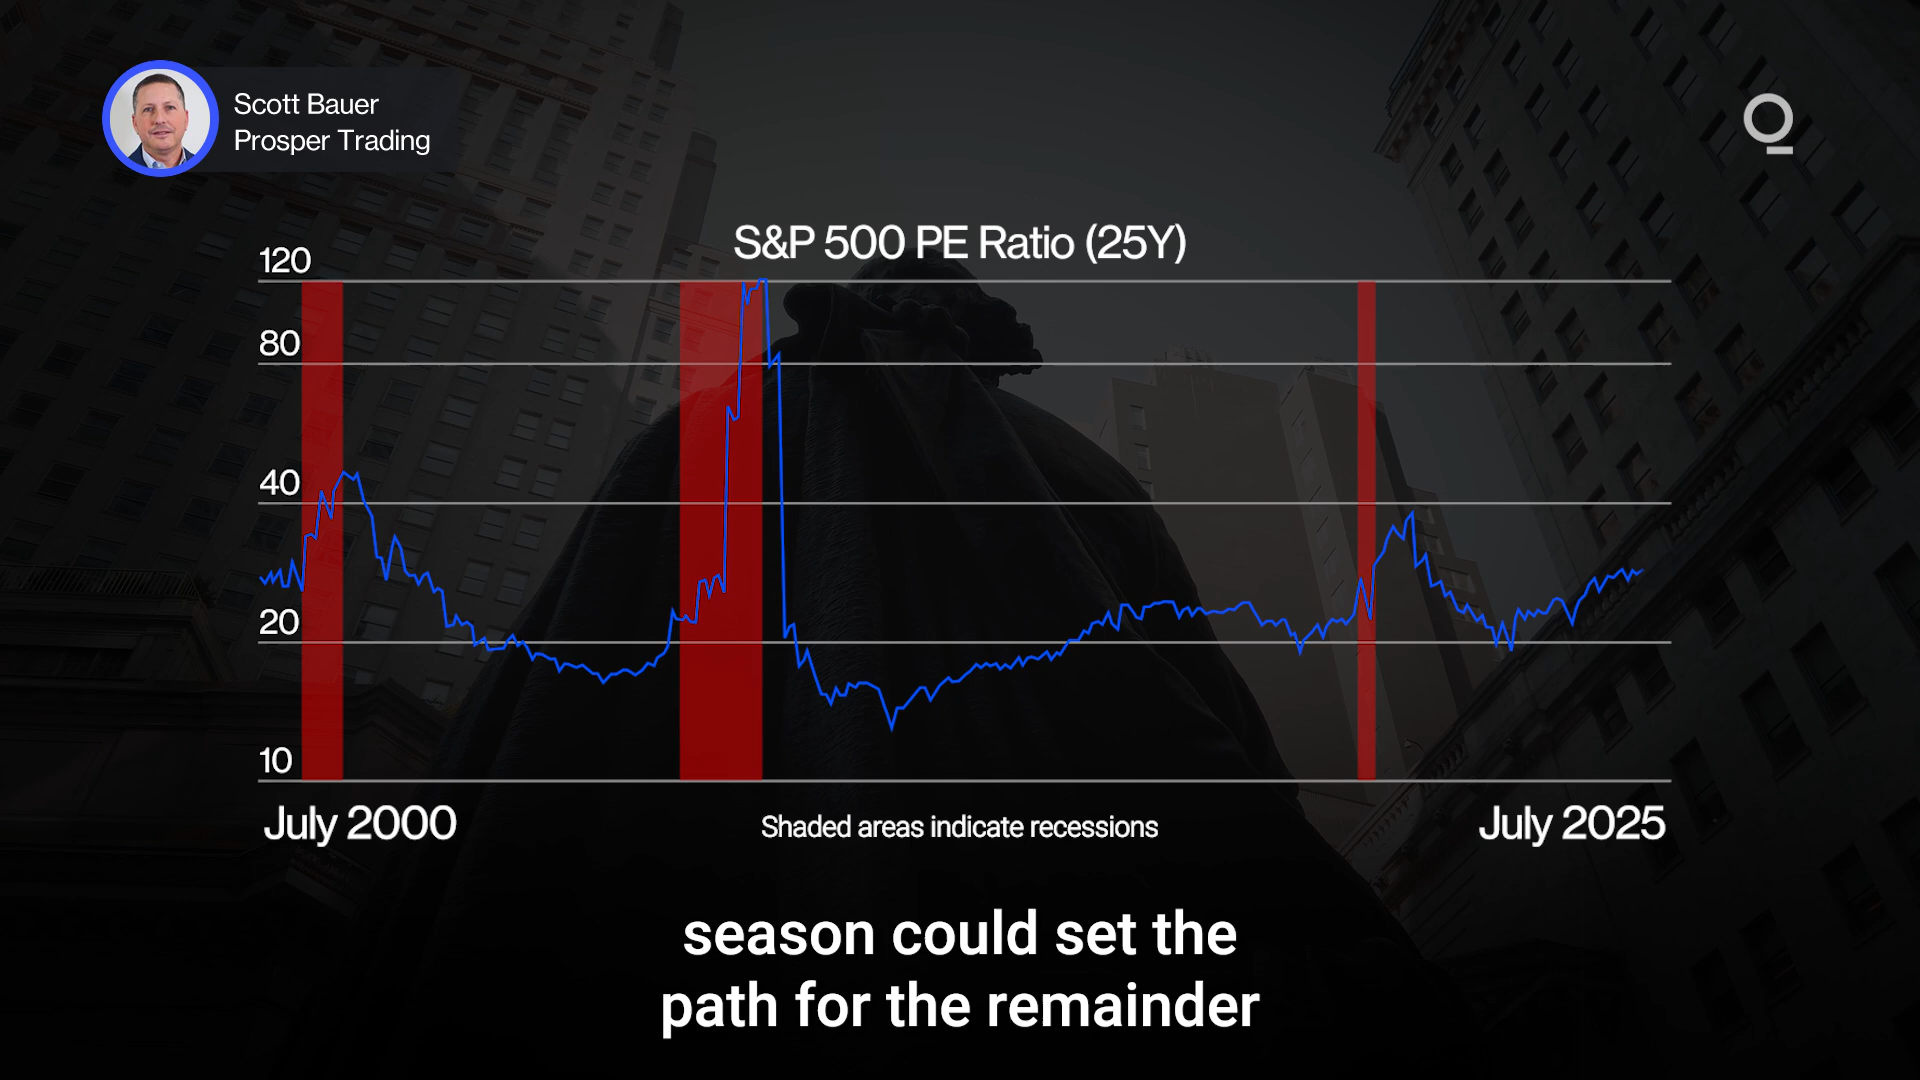 Scott Bauer
Prosper Trading
S&P 500 PE Ratio (25Y)
120
80
40
20
10
July 2000
Shaded areas indicate recessions
July 2025
season could set the
path for the remainder